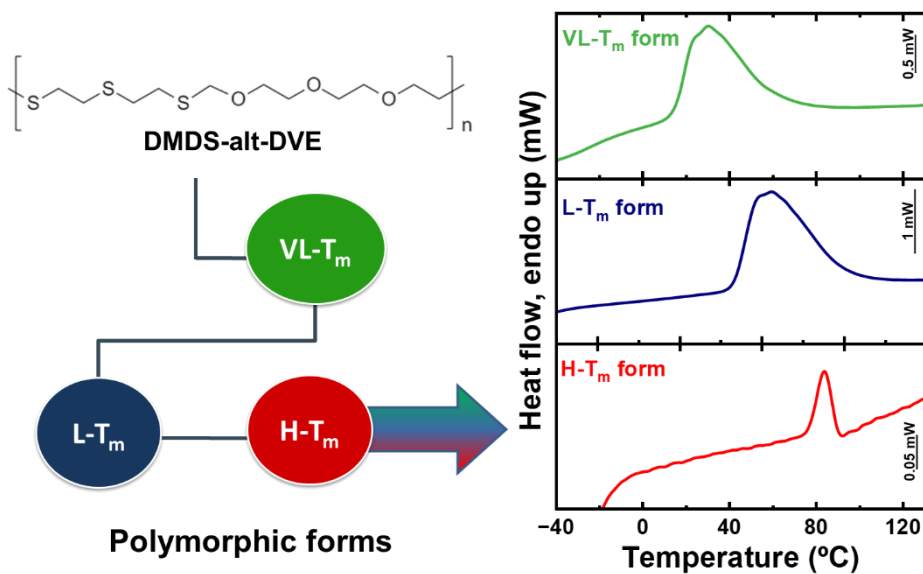 S
S
S
O
O
O
n
DMDS-alt-DVE
VL-Tm
L-Tm
H-Tm
Polymorphic forms
Heat flow, endo up (mW)
VL-Tm form
0.5 mW
L-Tm form
1 mW
H-Tm form
0.05 mW
−40 0 40 80 120
Temperature (ºC)